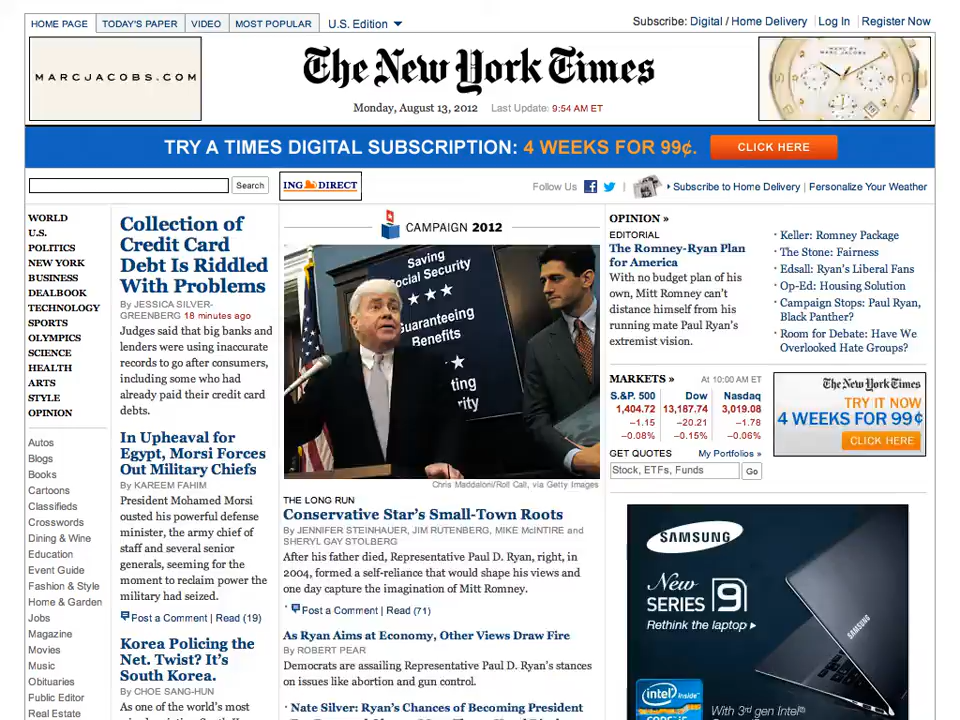 HOME PAGE
TODAY'S PAPER
VIDEO
MOST POPULAR
U.S. Edition
Subscribe: Digital / Home Delivery
Log In
Register Now
MARCJACOBS.COM
The New York Times
Monday, August 13, 2012 Last Update: 9:54 AM ET
TRY A TIMES DIGITAL SUBSCRIPTION: 4 WEEKS FOR 99¢.
CLICK HERE
Search
ING DIRECT
Follow Us
Subscribe to Home Delivery | Personalize Your Weather
WORLD
U.S.
POLITICS
NEW YORK
BUSINESS
DEALBOOK
TECHNOLOGY
SPORTS
OLYMPICS
SCIENCE
HEALTH
ARTS
STYLE
OPINION
Autos
Blogs
Books
Cartoons
Classifieds
Crosswords
Dining & Wine
Education
Event Guide
Fashion & Style
Home & Garden
Jobs
Magazine
Movies
Music
Obituaries
Public Editor
Real Estate
Collection of
Credit Card
Debt Is Riddled
With Problems
By JESSICA SILVER-
GREENBERG 18 minutes ago
Judges said that big banks and
lenders were using inaccurate
records to go after consumers,
including some who had
already paid their credit card
debts.
In Upheaval for
Egypt, Morsi Forces
Out Military Chiefs
By KAREEM FAHIM
President Mohamed Morsi
ousted his powerful defense
minister, the army chief of
staff and several senior
generals, seeming for the
moment to reclaim power the
military had seized.
Post a Comment | Read (19)
Korea Policing the
Net. Twist? It's
South Korea.
By CHOE SANG-HUN
As one of the world's most
CAMPAIGN 2012
Saving
Social Security
Guaranteeing
Benefits
Chris Maddaloni/Roll Call, via Getty Images
THE LONG RUN
Conservative Star's Small-Town Roots
By JENNIFER STEINHAUER, JIM RUTENBERG, MIKE McINTIRE and
SHERYL GAY STOLBERG
After his father died, Representative Paul D. Ryan, right, in
2004, formed a self-reliance that would shape his views and
one day capture the imagination of Mitt Romney.
Post a Comment | Read (71)
As Ryan Aims at Economy, Other Views Draw Fire
By ROBERT PEAR
Democrats are assailing Representative Paul D. Ryan's stances
on issues like abortion and gun control.
Nate Silver: Ryan's Chances of Becoming President
OPINION »
EDITORIAL
The Romney-Ryan Plan
for America
With no budget plan of his
own, Mitt Romney can't
distance himself from his
running mate Paul Ryan's
extremist vision.
Keller: Romney Package
The Stone: Fairness
Edsall: Ryan's Liberal Fans
Op-Ed: Housing Solution
Campaign Stops: Paul Ryan,
Black Panther?
Room for Debate: Have We
Overlooked Hate Groups?
MARKETS »
At 10:00 AM ET
S.&P. 500 Dow Nasdaq
1,404.72 13,187.74 3,019.08
–1.15 –20.21 –1.78
–0.08% –0.15% –0.06%
GET QUOTES
My Portfolios »
Stock, ETFs, Funds
Go
The New York Times
TRY IT NOW
4 WEEKS FOR 99¢
CLICK HERE
SAMSUNG
New
SERIES 9
Rethink the laptop
SAMSUNG
intel inside
With 3rd gen Intel®